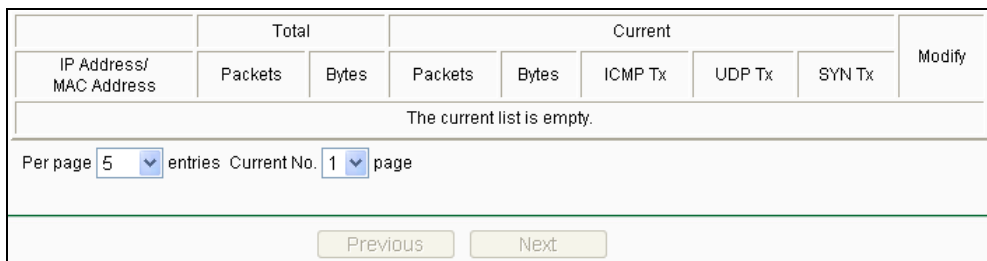 Total Current Modify
IP Address/
MAC Address Packets Bytes Packets Bytes ICMP Tx UDP Tx SYN Tx
The current list is empty.
Per page 5 entries Current No. 1 page
Previous Next